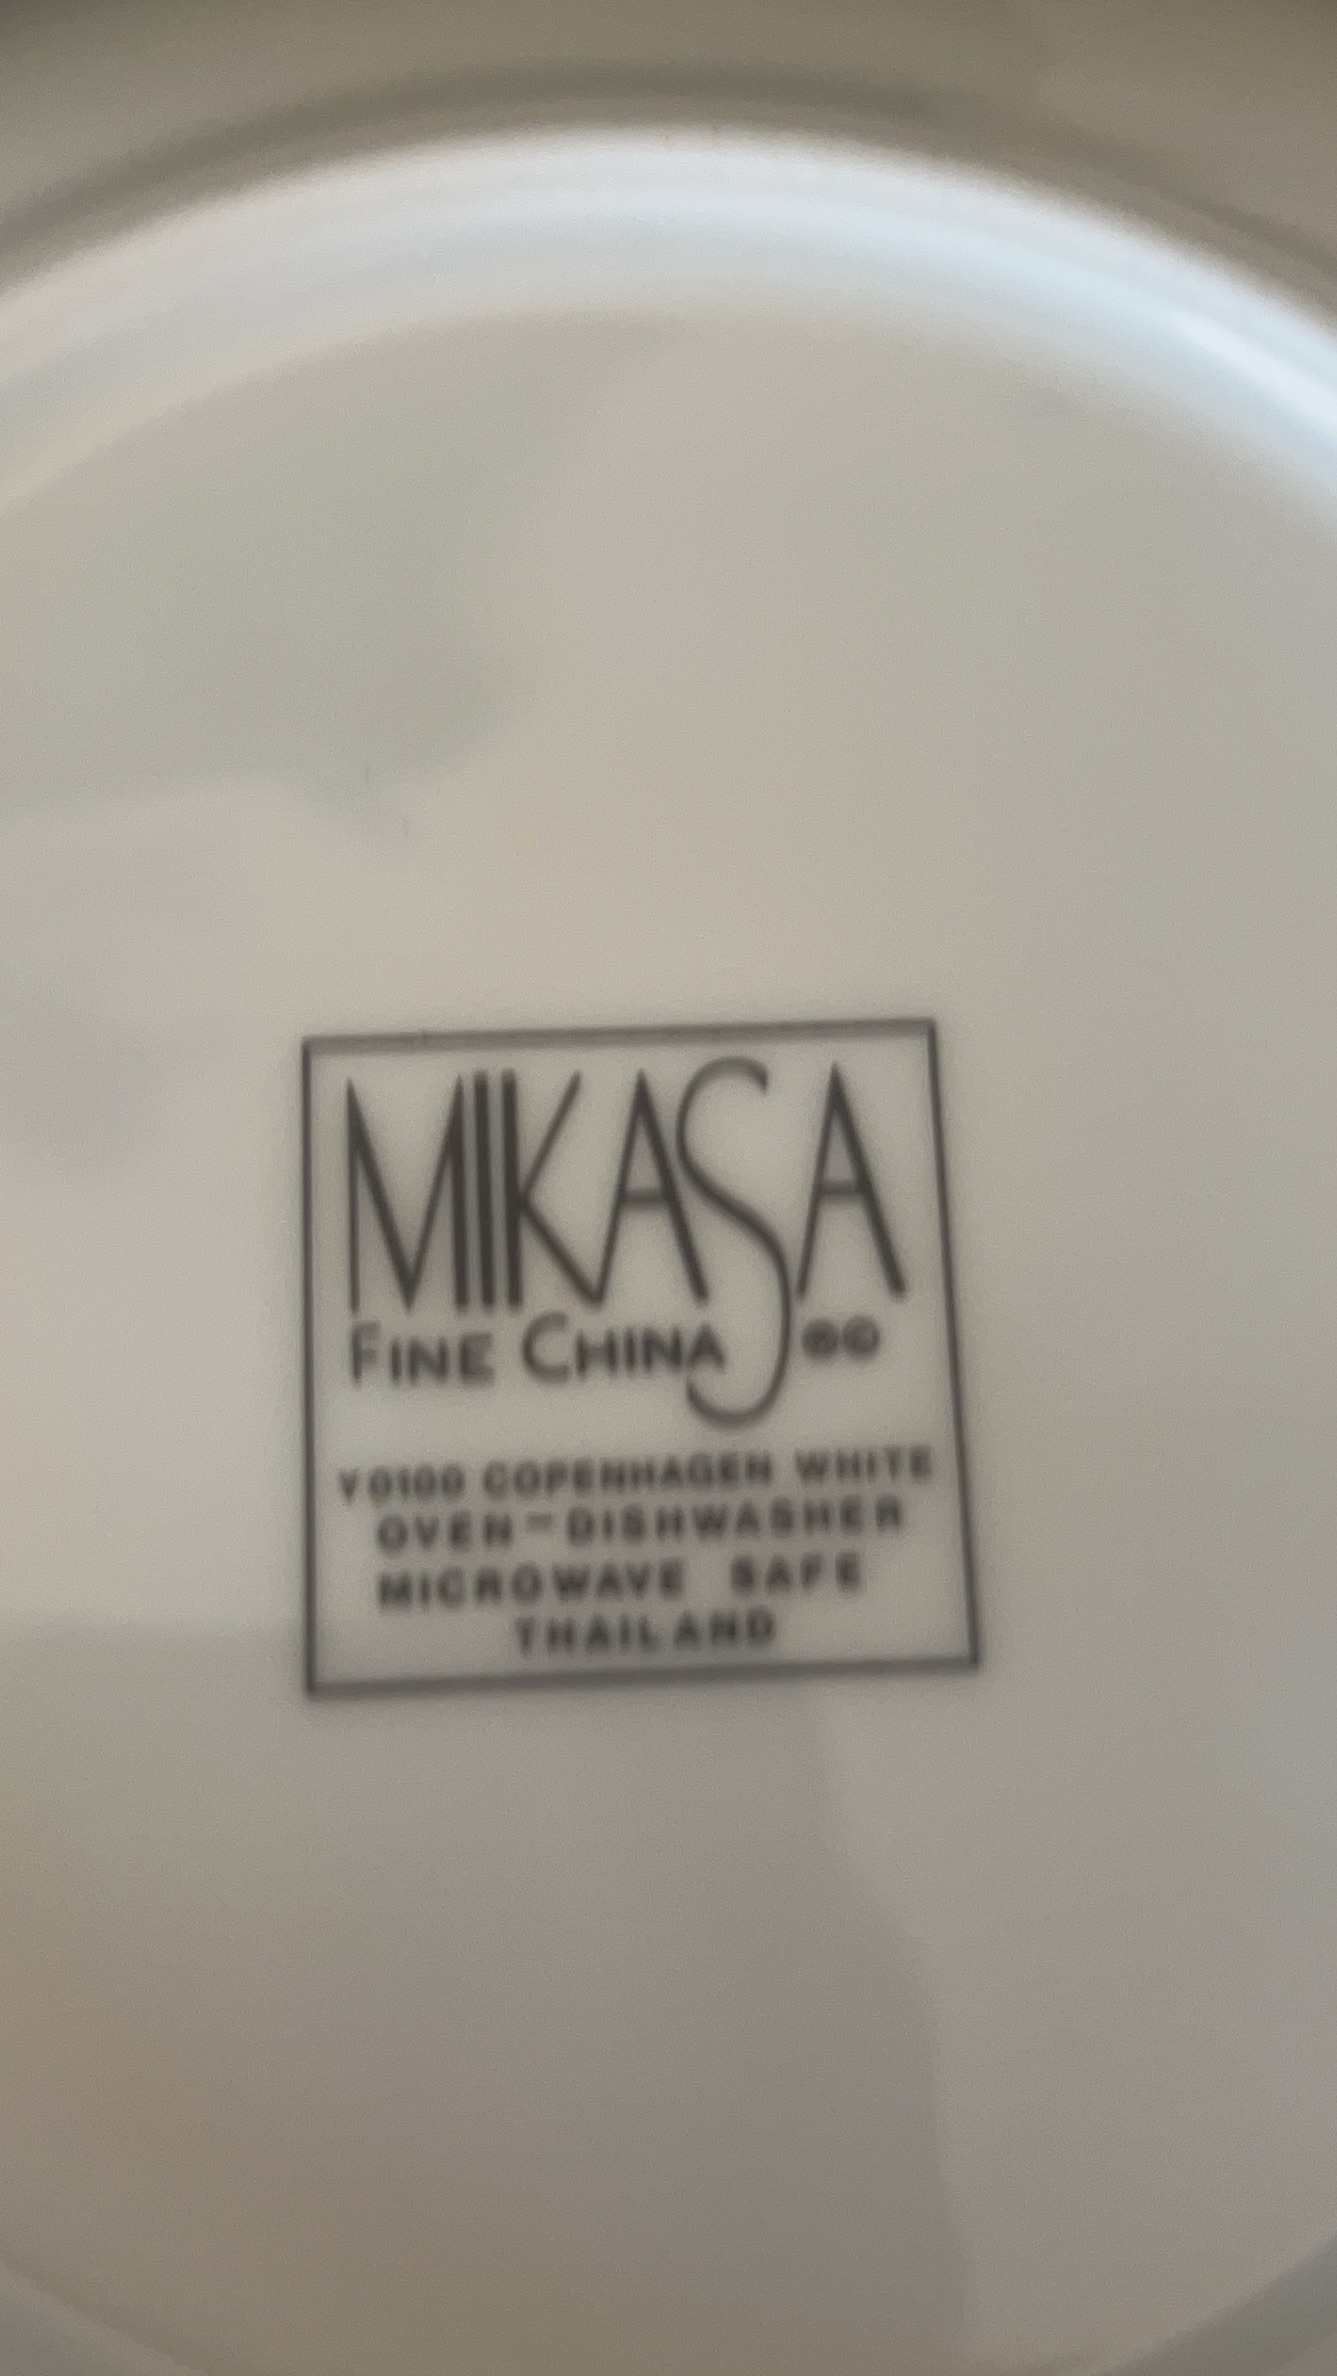 MIKASA
FINE CHINA ®©
Y0100 COPENHAGEN WHITE
OVEN-DISHWASHER
MICROWAVE SAFE
THAILAND